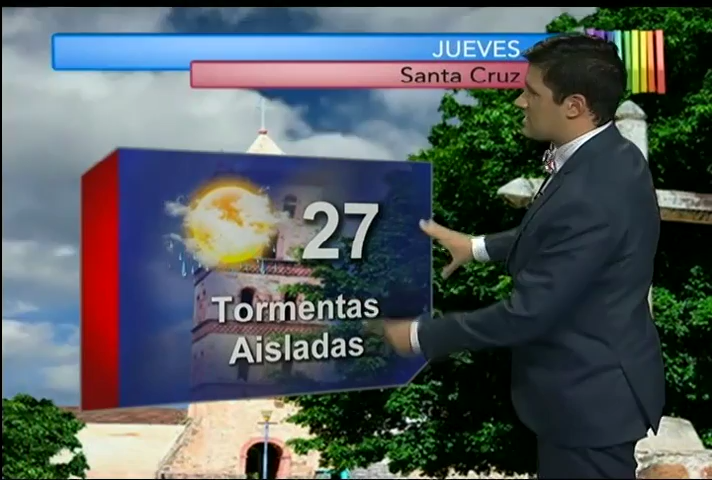 JUEVES
Santa Cruz
27
Tormentas
Aisladas